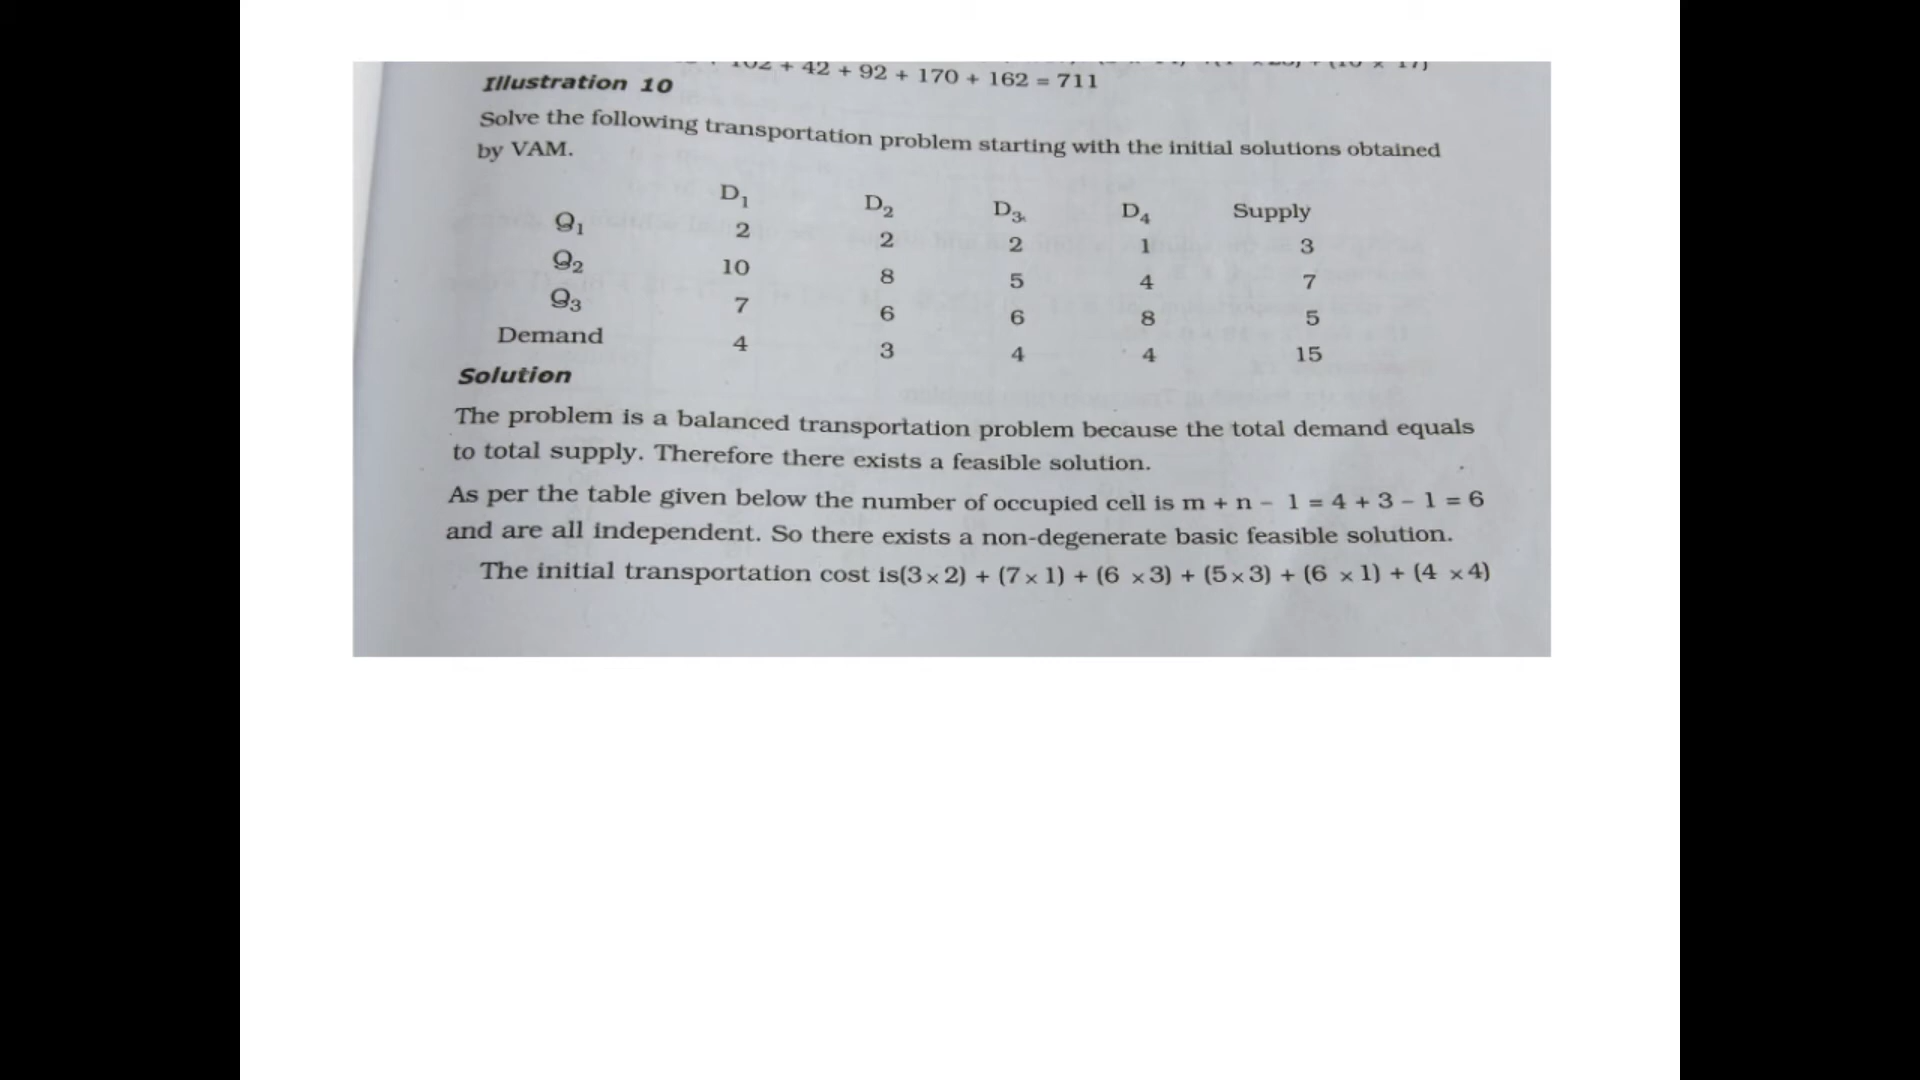 102 + 42 + 92 + 170 + 162 = 711
Illustration 10
Solve the following transportation problem starting with the initial solutions obtained
by VAM.
D1 D2 D3 D4 Supply
Q1 2 2 2 1 3
Q2 10 8 5 4 7
Q3 7 6 6 8 5
Demand 4 3 4 4 15
Solution
The problem is a balanced transportation problem because the total demand equals
to total supply. Therefore there exists a feasible solution.
As per the table given below the number of occupied cell is m + n - 1 = 4 + 3 - 1 = 6
and are all independent. So there exists a non-degenerate basic feasible solution.
The initial transportation cost is(3 × 2) + (7 × 1) + (6 × 3) + (5 × 3) + (6 × 1) + (4 × 4)